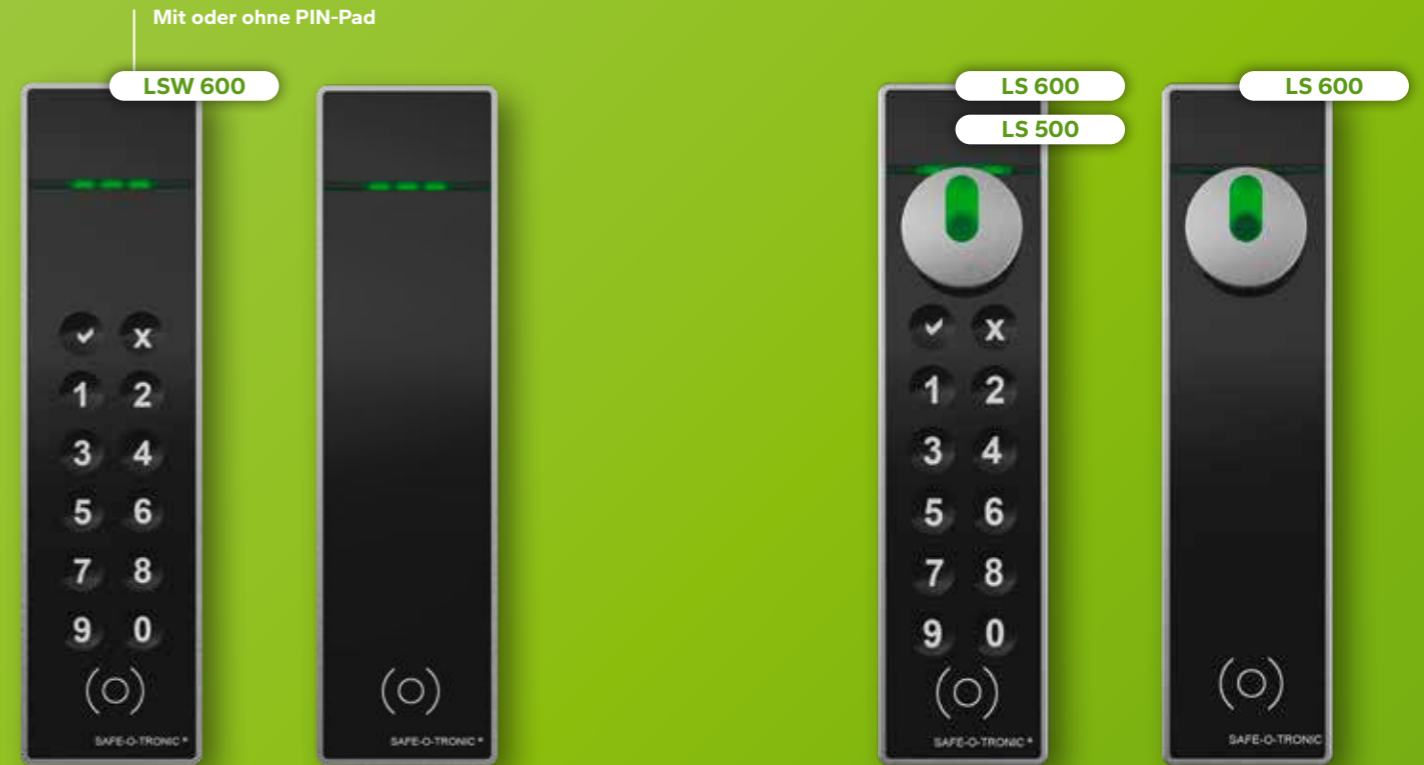 Mit oder ohne PIN-Pad
LSW 600
✓ X
1 2
3 4
5 6
7 8
9 0
SAFE-O-TRONIC®
SAFE-O-TRONIC®
LS 600
LS 500
✓ X
1 2
3 4
5 6
7 8
9 0
SAFE-O-TRONIC®
LS 600
SAFE-O-TRONIC